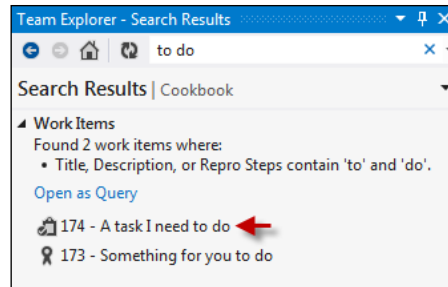 Team Explorer - Search Results
to do
Search Results | Cookbook
Work Items
Found 2 work items where:
• Title, Description, or Repro Steps contain 'to' and 'do'.
Open as Query
174 - A task I need to do
173 - Something for you to do